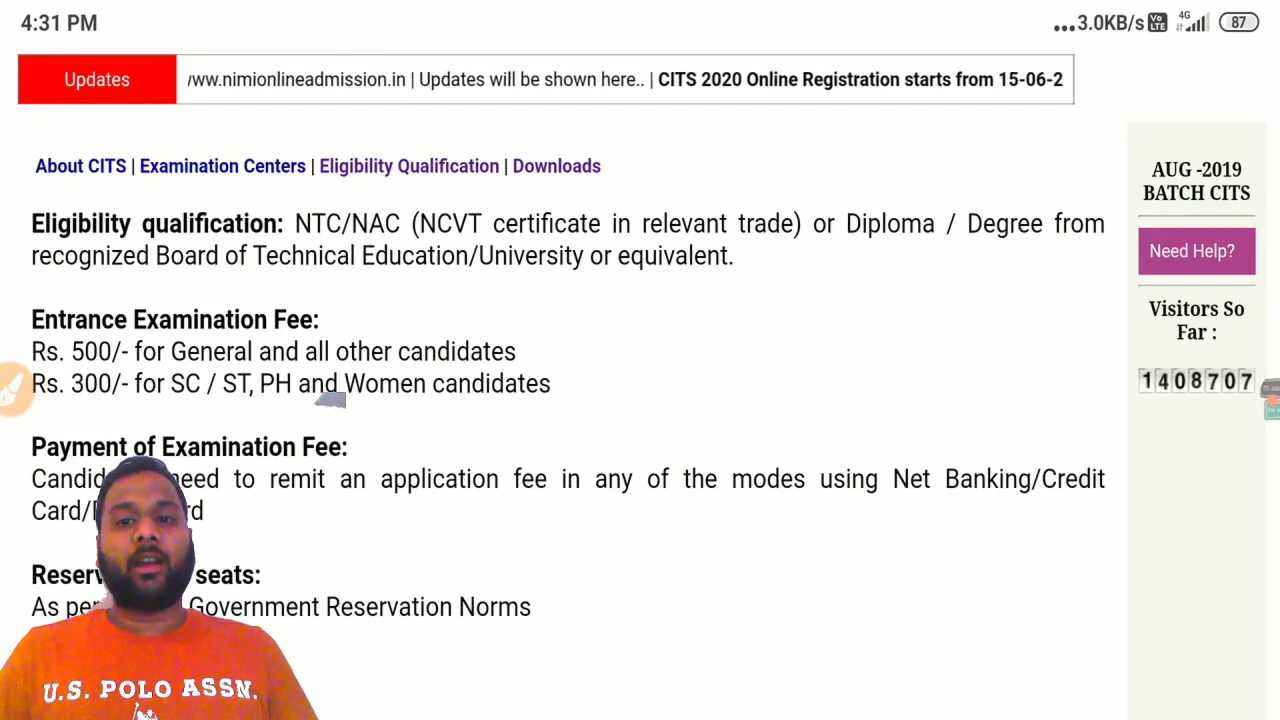 4:31 PM
...3.0KB/s Vo LTE 4G 87
Updates /ww.nimionlineadmission.in | Updates will be shown here.. | CITS 2020 Online Registration starts from 15-06-2
About CITS | Examination Centers | Eligibility Qualification | Downloads
Eligibility qualification: NTC/NAC (NCVT certificate in relevant trade) or Diploma / Degree from
recognized Board of Technical Education/University or equivalent.
Entrance Examination Fee:
Rs. 500/- for General and all other candidates
Rs. 300/- for SC / ST, PH and Women candidates
Payment of Examination Fee:
need to remit an application fee in any of the modes using Net Banking/Credit
Card/
seats:
As Government Reservation Norms
AUG -2019
BATCH CITS
Need Help?
Visitors So
Far :
1408707
U.S. POLO ASSN.